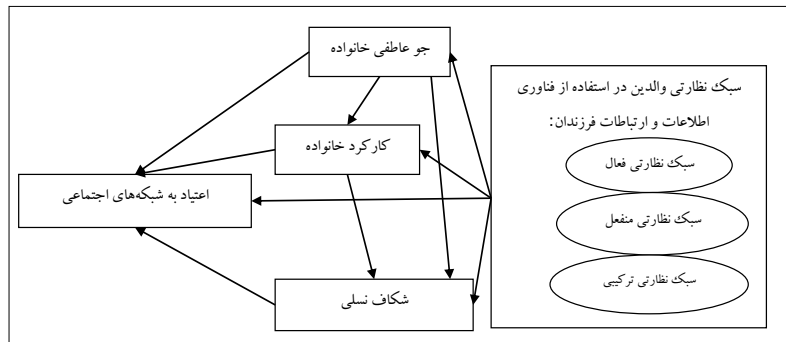 جو عاطفی خانواده
سبک نظارتی والدین در استفاده از فناوری
اطلاعات و ارتباطات فرزندان:
کارکرد خانواده
سبک نظارتی فعال
اعتیاد به شبکه‌های اجتماعی
سبک نظارتی منفعل
سبک نظارتی ترکیبی
شکاف نسلی